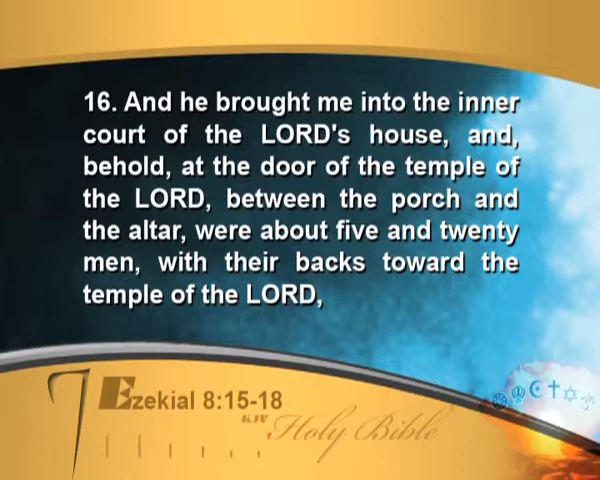 16. And he brought me into the inner
court of the LORD's house, and,
behold, at the door of the temple of
the LORD, between the porch and
the altar, were about five and twenty
men, with their backs toward the
temple of the LORD,
Ezekial 8:15-18
KJV
Holy Bible